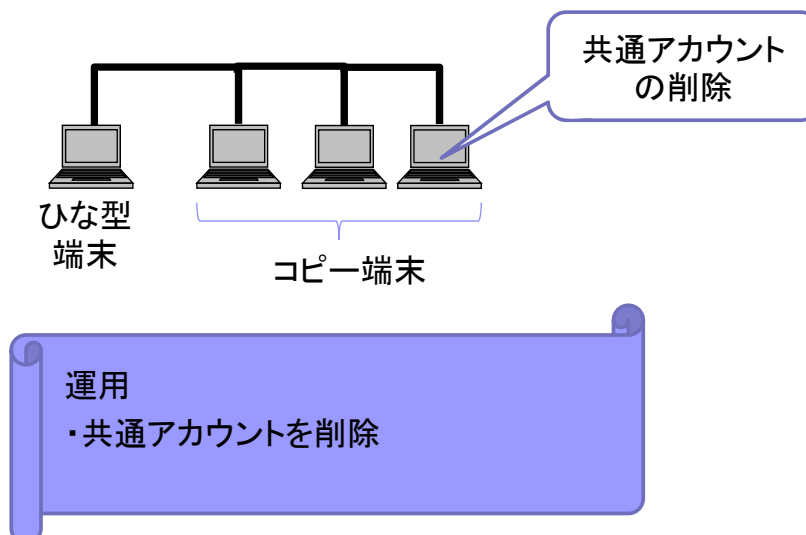 共通アカウント
の削除
ひな型
端末
コピー端末
運用
・共通アカウントを削除